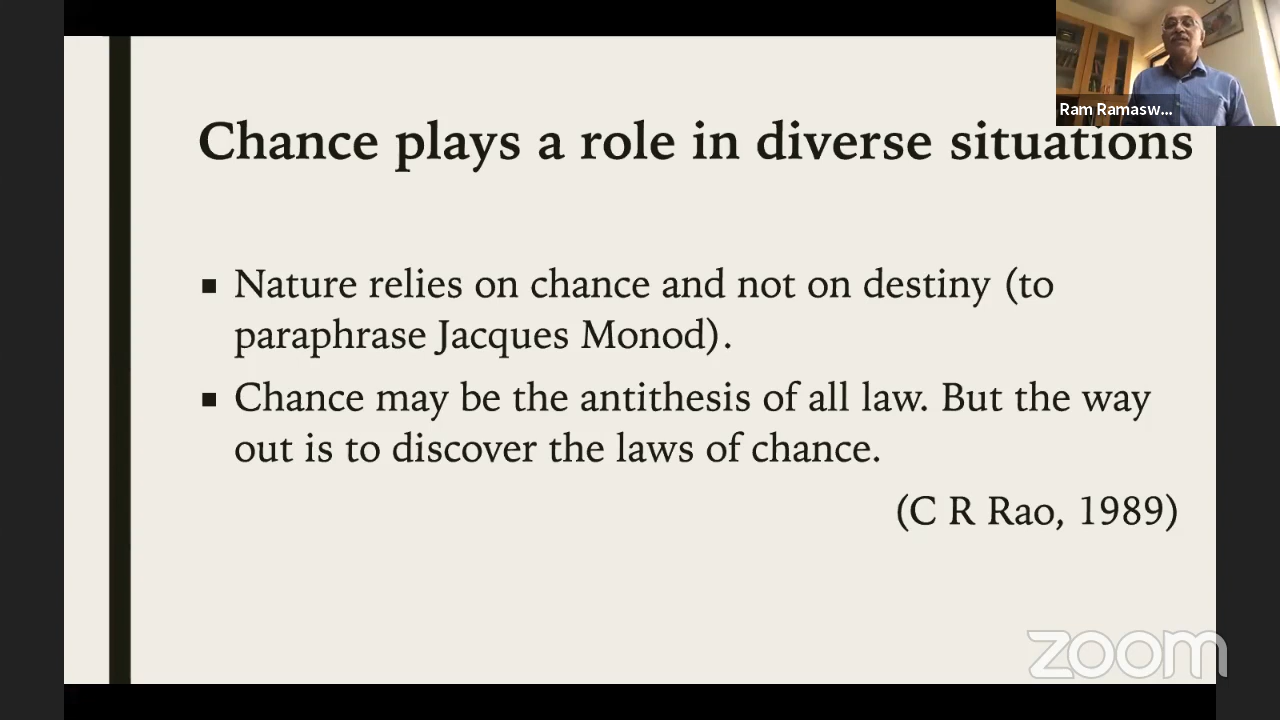 Ram Ramasw...
Chance plays a role in diverse situations
▪ Nature relies on chance and not on destiny (to
paraphrase Jacques Monod).
▪ Chance may be the antithesis of all law. But the way
out is to discover the laws of chance.
(C R Rao, 1989)
zoom